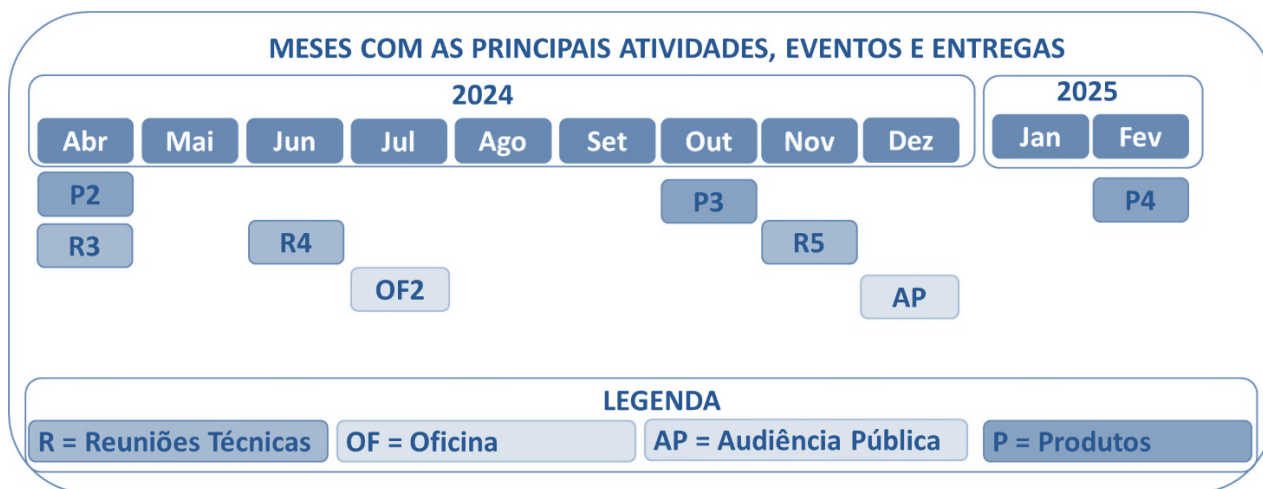 MESES COM AS PRINCIPAIS ATIVIDADES, EVENTOS E ENTREGAS
2024 2025
Abr Mai Jun Jul Ago Set Out Nov Dez Jan Fev
P2 P3 P4
R3 R4 R5
OF2 AP
LEGENDA
R = Reuniões Técnicas OF = Oficina AP = Audiência Pública P = Produtos